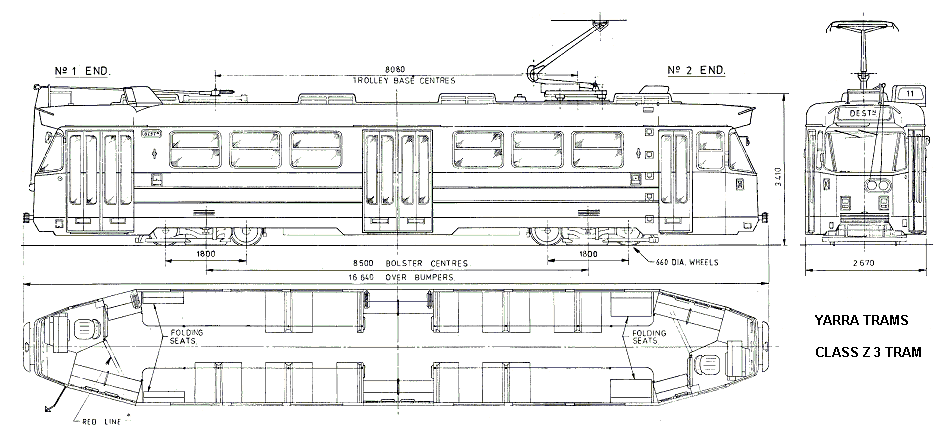 Nº 1 END.
8060
TROLLEY BASE CENTRES
Nº 2 END.
DESTN
11
DESTN
3410
1800
8500 BOLSTER CENTRES
1800
660 DIA. WHEELS
2670
16 640 OVER BUMPERS
FOLDING
SEATS
FOLDING
SEATS
RED LINE
YARRA TRAMS
CLASS Z 3 TRAM